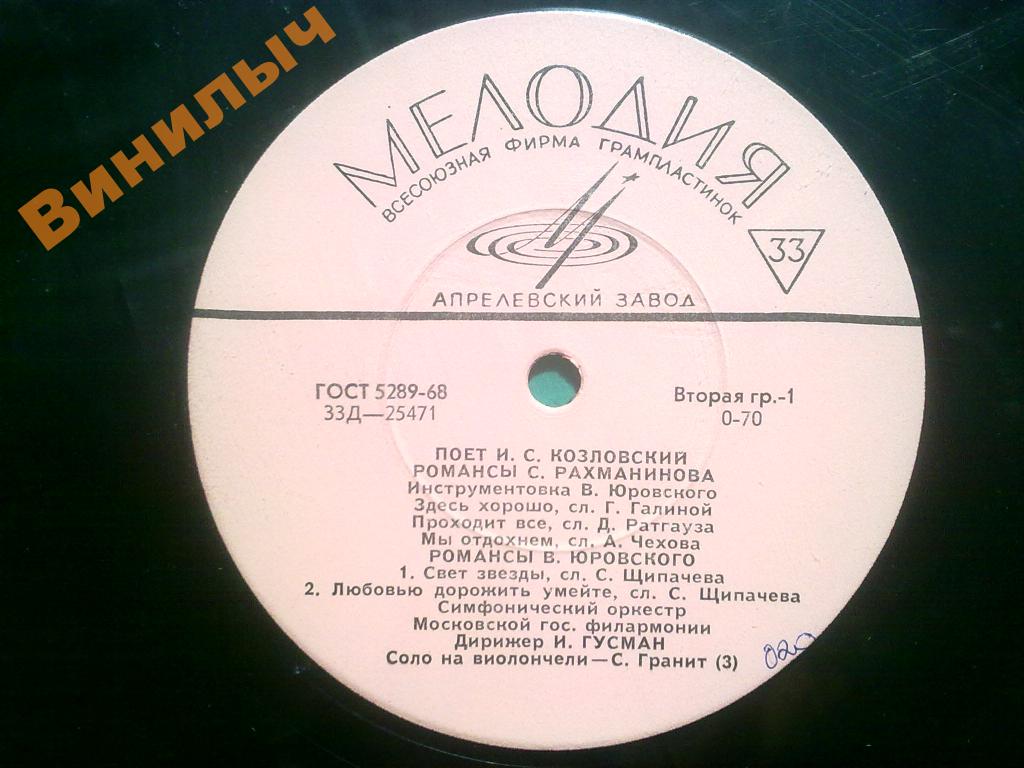 Винилыч
МЕЛОДИЯ
ВСЕСОЮЗНАЯ ФИРМА ГРАМПЛАСТИНОК
33
АПРЕЛЕВСКИЙ ЗАВОД
ГОСТ 5289-68
33Д—25471
Вторая гр.-1
0-70
ПОЕТ И. С. КОЗЛОВСКИЙ
РОМАНСЫ С. РАХМАНИНОВА
Инструментовка В. Юровского
Здесь хорошо, сл. Г. Галиной
Проходит все, сл. Д. Ратгауза
Мы отдохнем, сл. А. Чехова
РОМАНСЫ В. ЮРОВСКОГО
1. Свет звезды, сл. С. Щипачева
2. Любовью дорожить умейте, сл. С. Щипачева
Симфонический оркестр
Московской гос. филармонии
Дирижер И. ГУСМАН
Соло на виолончели—С. Гранит (3)